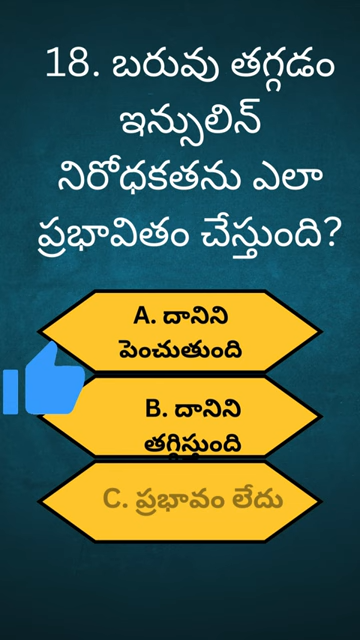 18. బరువు తగ్గడం
ఇన్సులిన్
నిరోధకతను ఎలా
ప్రభావితం చేస్తుంది?
A. దానిని
పెంచుతుంది
B. దానిని
తగ్గిస్తుంది
C. ప్రభావం లేదు